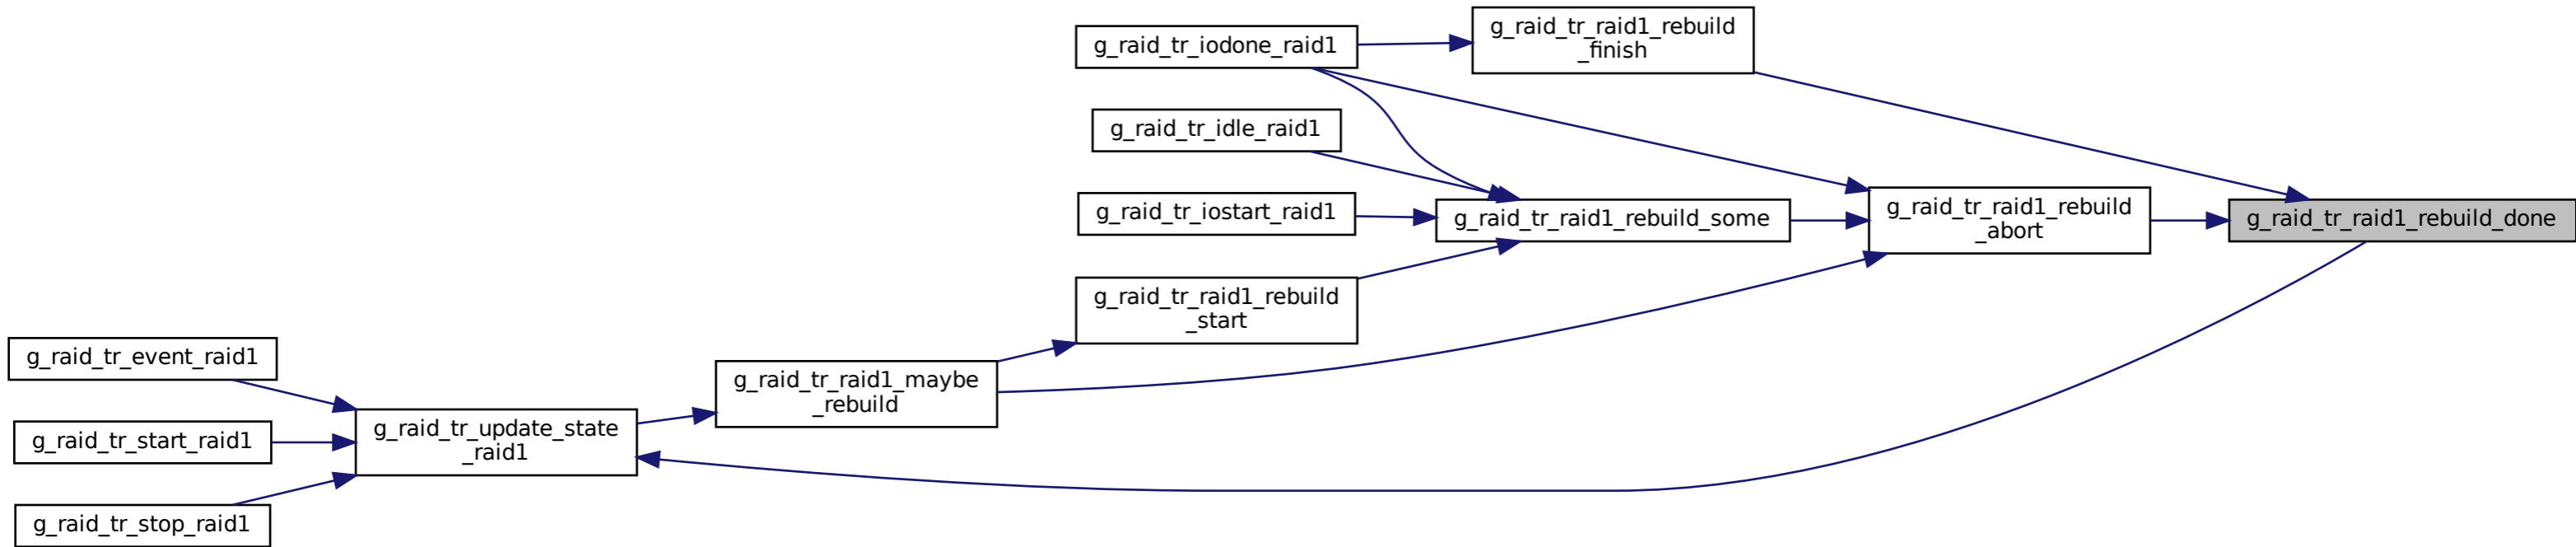 g_raid_tr_iodone_raid1
g_raid_tr_raid1_rebuild
_finish
g_raid_tr_idle_raid1
g_raid_tr_iostart_raid1
g_raid_tr_raid1_rebuild_some
g_raid_tr_raid1_rebuild
_abort
g_raid_tr_raid1_rebuild_done
g_raid_tr_raid1_rebuild
_start
g_raid_tr_event_raid1
g_raid_tr_raid1_maybe
_rebuild
g_raid_tr_start_raid1
g_raid_tr_update_state
_raid1
g_raid_tr_stop_raid1